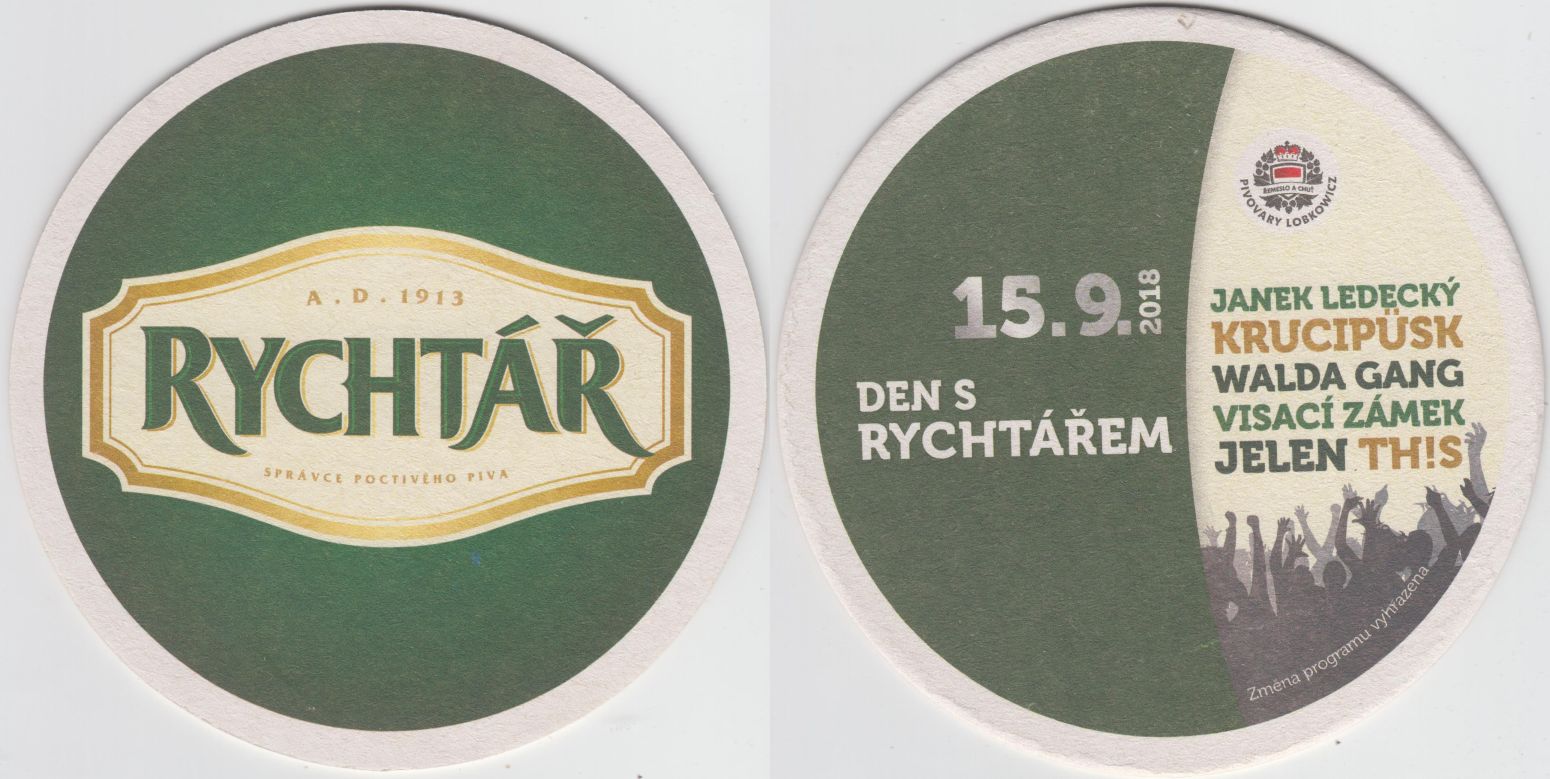 A. D. 1913
RYCHTÁŘ
SPRÁVCE POCTIVÉHO PIVA
ŘEMESLO A CHUŤ
PIVOVARY LOBKOWICZ
15. 9. 2018
DEN S
RYCHTÁŘEM
JANEK LEDECKÝ
KRUCIPÜSK
WALDA GANG
VISACÍ ZÁMEK
JELEN TH!S
Změna programu vyhrazena